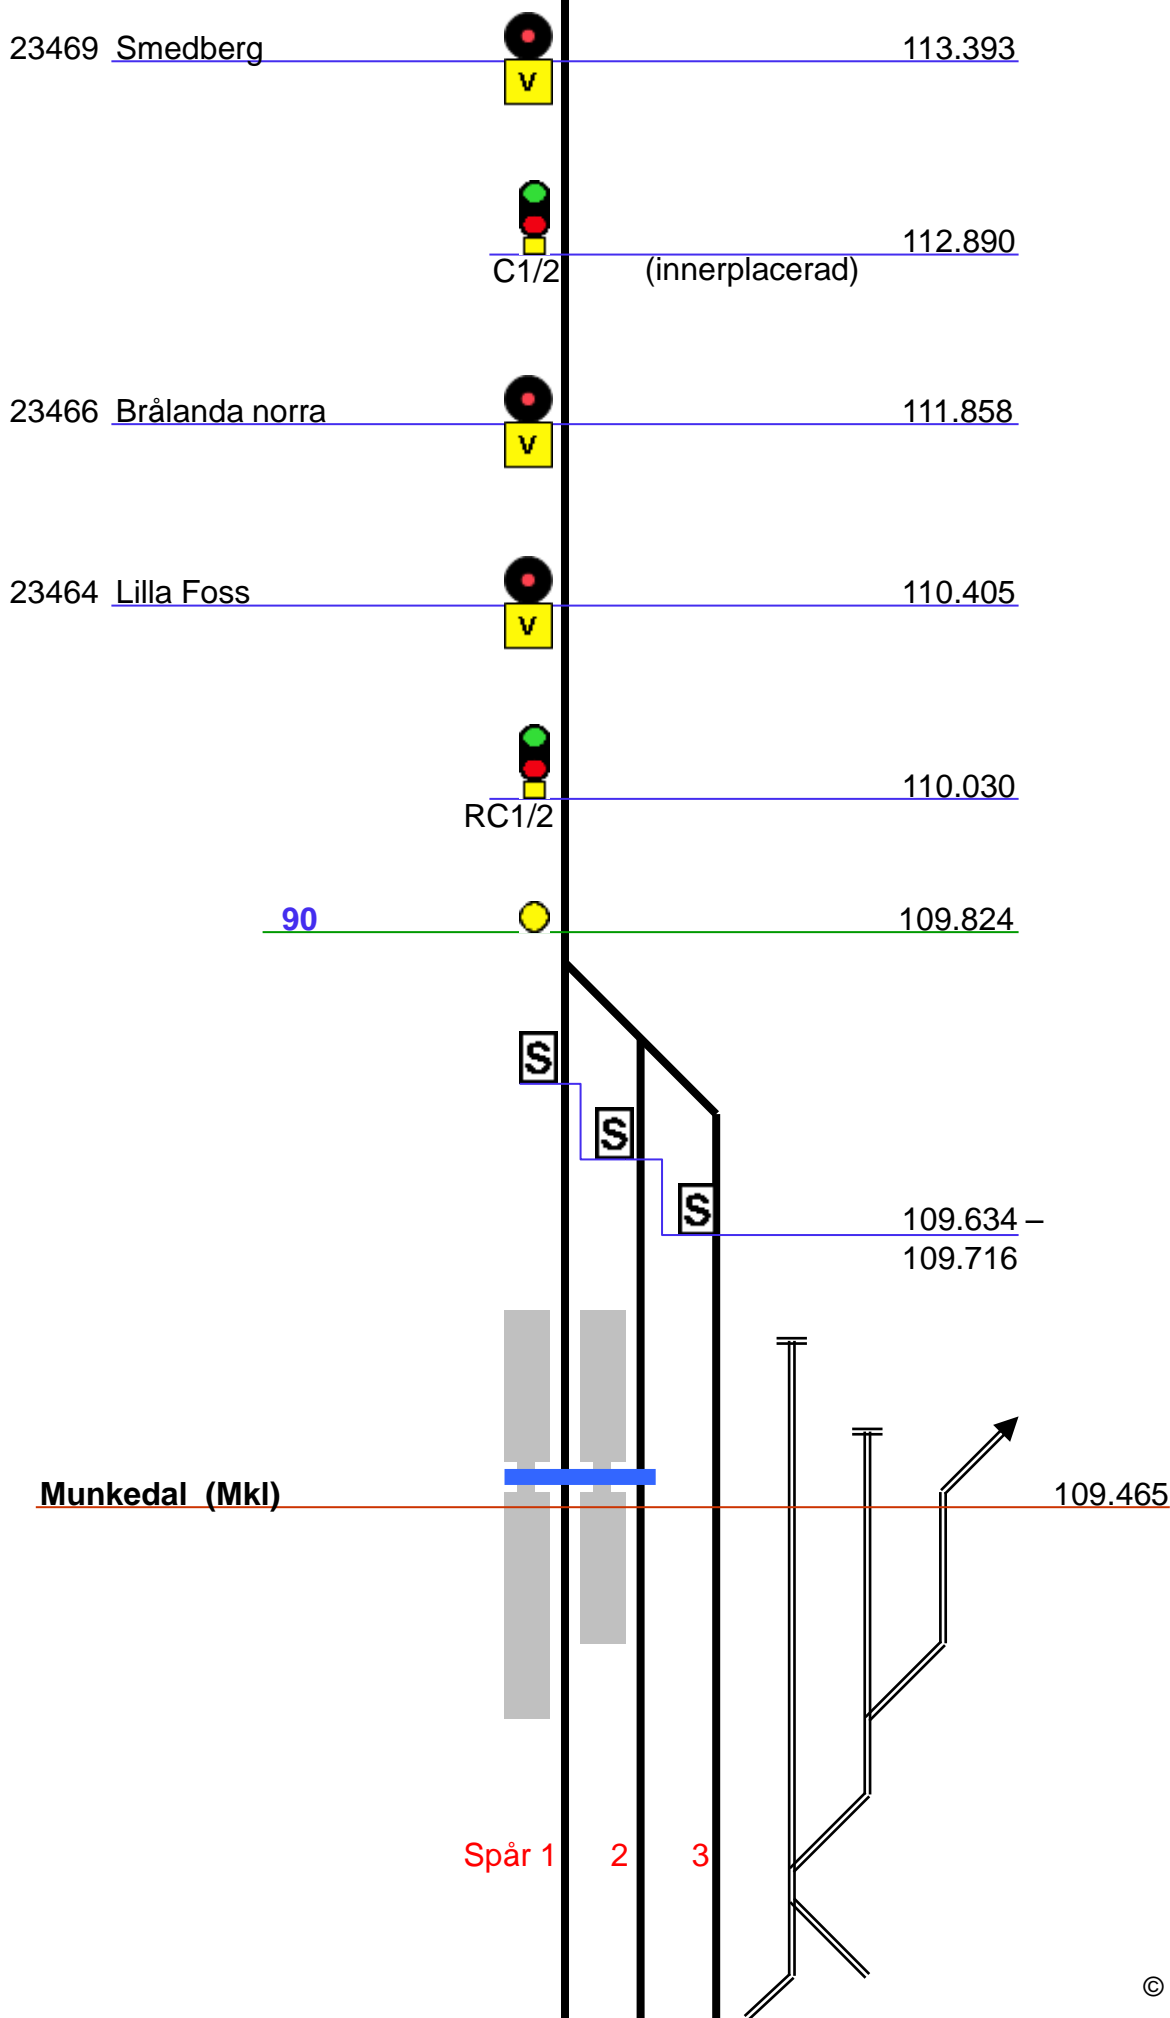 23469 Smedberg 113.393
V
112.890
C1/2 (innerplacerad)
23466 Brålanda norra 111.858
V
23464 Lilla Foss 110.405
V
110.030
RC1/2
90 109.824
S
S
S
109.634 –
109.716
Munkedal (Mkl) 109.465
Spår 1 2 3
©